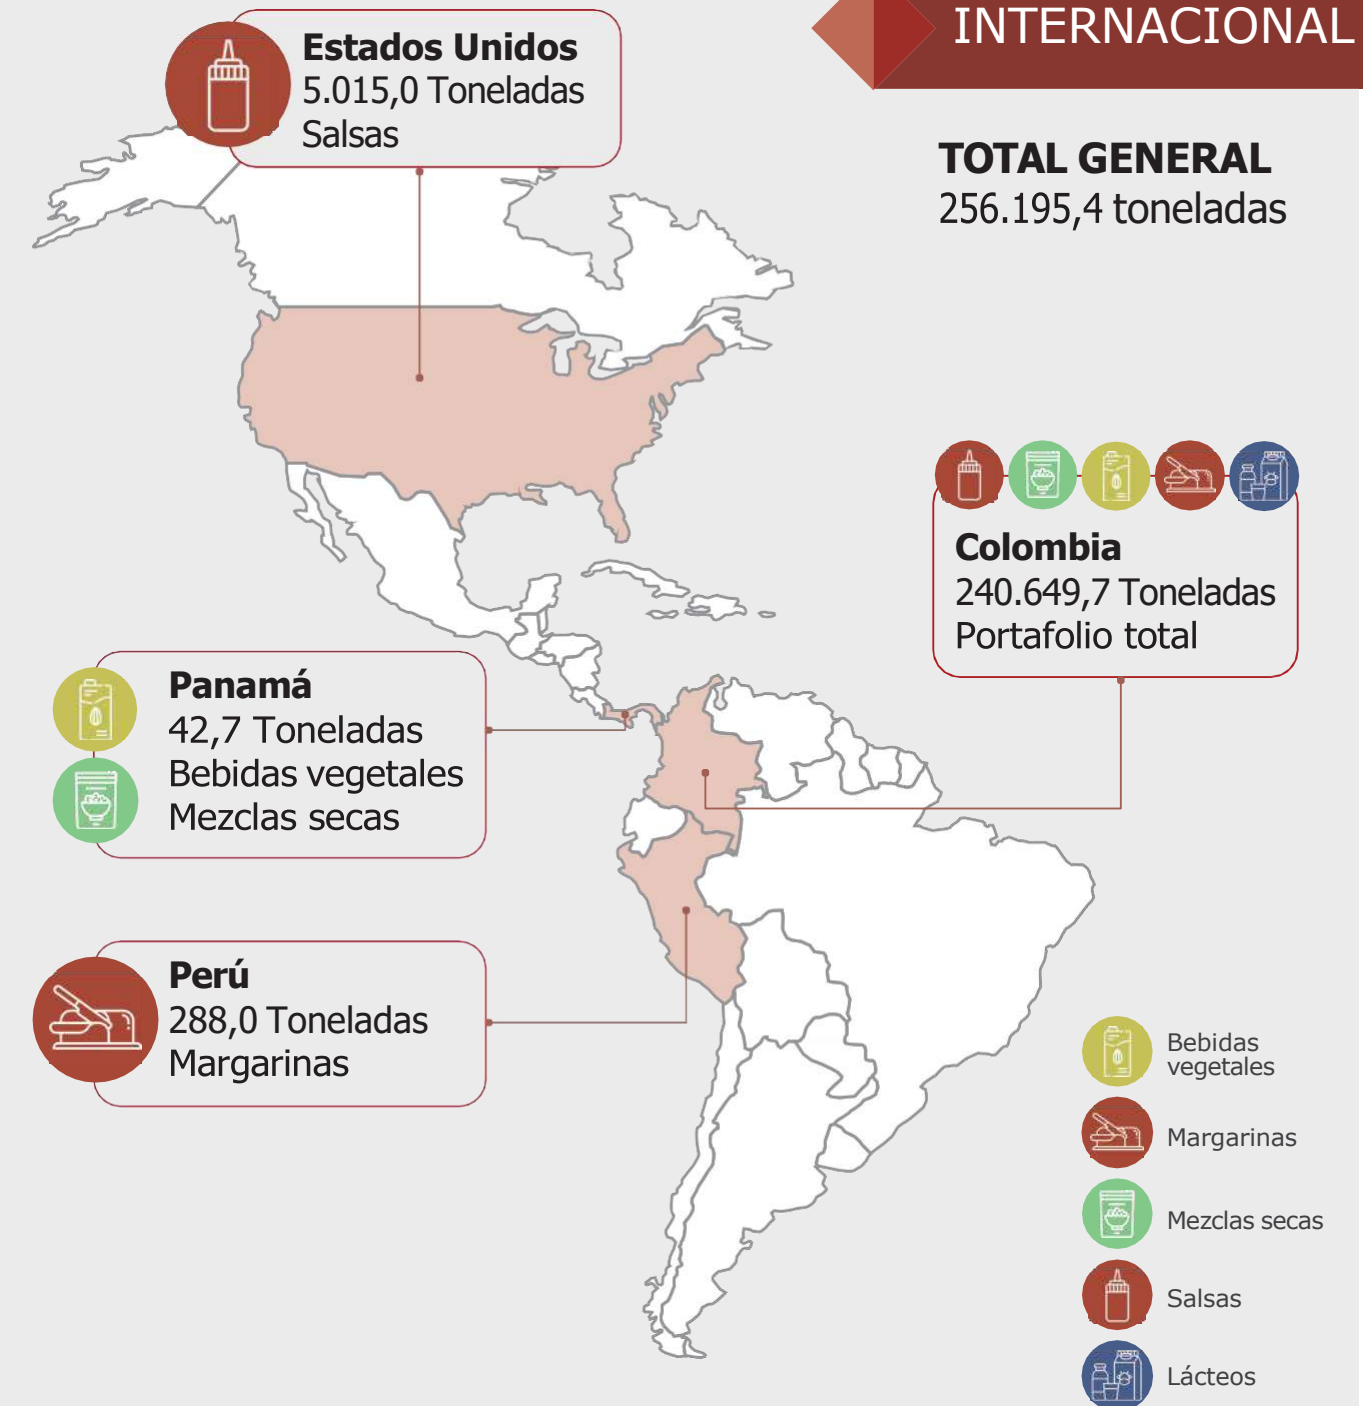 INTERNACIONAL
Estados Unidos
5.015,0 Toneladas
Salsas
TOTAL GENERAL
256.195,4 toneladas
Colombia
240.649,7 Toneladas
Portafolio total
Panamá
42,7 Toneladas
Bebidas vegetales
Mezclas secas
Perú
288,0 Toneladas
Margarinas
Bebidas
vegetales
Margarinas
Mezclas secas
Salsas
Lácteos